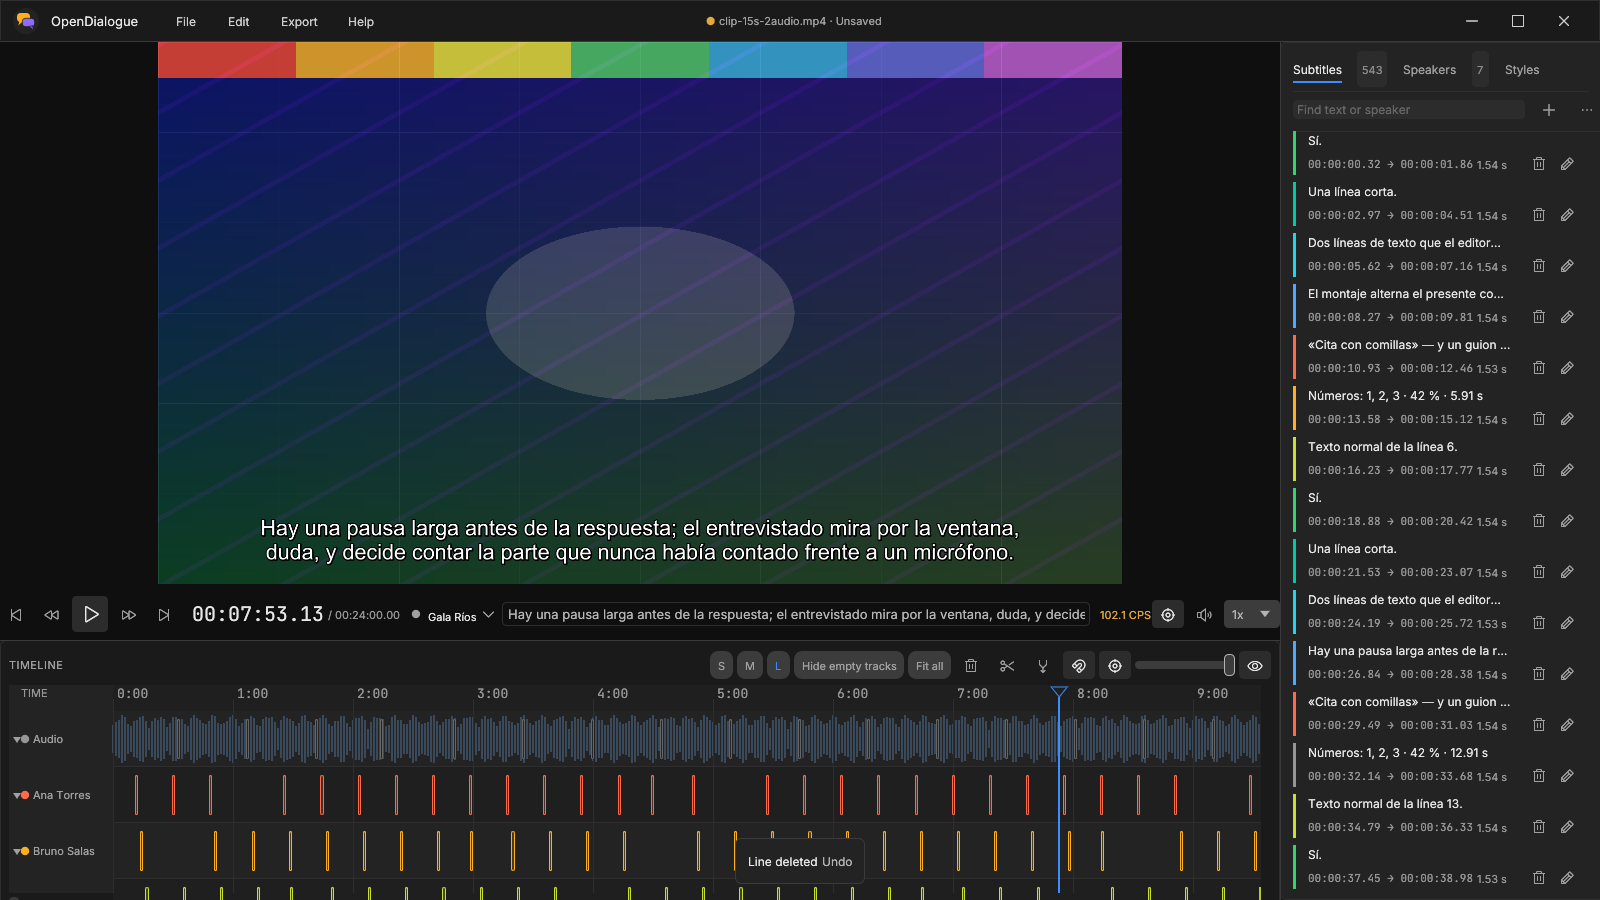 OpenDialogue
File
Edit
Export
Help
clip-15s-2audio.mp4 · Unsaved
Hay una pausa larga antes de la respuesta; el entrevistado mira por la ventana,
duda, y decide contar la parte que nunca había contado frente a un micrófono.
00:07:53.13 / 00:24:00.00
Gala Ríos
Hay una pausa larga antes de la respuesta; el entrevistado mira por la ventana, duda, y decide
102.1 CPS
1x
Subtitles
543
Speakers
7
Styles
Find text or speaker
Sí.
00:00:00.32 → 00:00:01.86 1.54 s
Una línea corta.
00:00:02.97 → 00:00:04.51 1.54 s
Dos líneas de texto que el editor...
00:00:05.62 → 00:00:07.16 1.54 s
El montaje alterna el presente co...
00:00:08.27 → 00:00:09.81 1.54 s
«Cita con comillas» — y un guion ...
00:00:10.93 → 00:00:12.46 1.53 s
Números: 1, 2, 3 · 42 % · 5.91 s
00:00:13.58 → 00:00:15.12 1.54 s
Texto normal de la línea 6.
00:00:16.23 → 00:00:17.77 1.54 s
Sí.
00:00:18.88 → 00:00:20.42 1.54 s
Una línea corta.
00:00:21.53 → 00:00:23.07 1.54 s
Dos líneas de texto que el editor...
00:00:24.19 → 00:00:25.72 1.53 s
Hay una pausa larga antes de la r...
00:00:26.84 → 00:00:28.38 1.54 s
«Cita con comillas» — y un guion ...
00:00:29.49 → 00:00:31.03 1.54 s
Números: 1, 2, 3 · 42 % · 12.91 s
00:00:32.14 → 00:00:33.68 1.54 s
Texto normal de la línea 13.
00:00:34.79 → 00:00:36.33 1.54 s
Sí.
00:00:37.45 → 00:00:38.98 1.53 s
TIMELINE
S
M
L
Hide empty tracks
Fit all
TIME
0:00
1:00
2:00
3:00
4:00
5:00
6:00
7:00
8:00
9:00
Audio
Ana Torres
Bruno Salas
Line deleted Undo